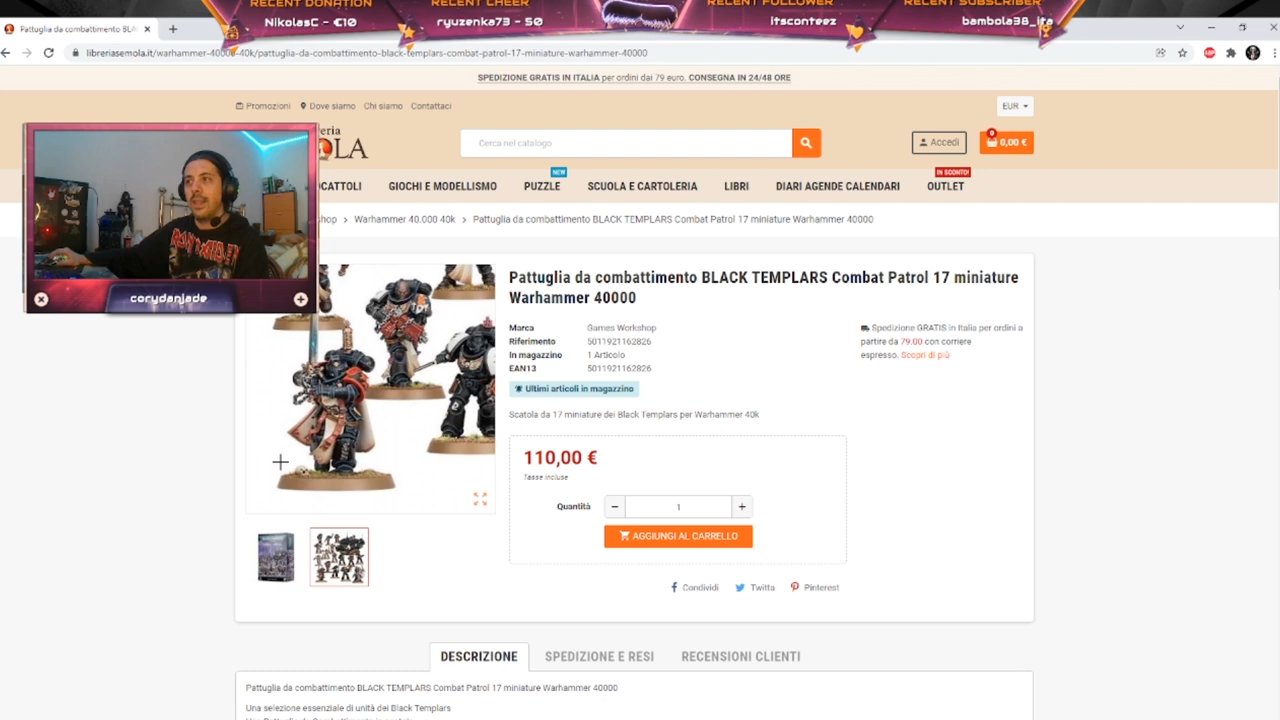 RECENT DONATION
RECENT CHEER
RECENT FOLLOWER
RECENT SUBSCRIBER
NikolasC - €10
ryuzenka73 - 50
itsconteez
bambola38_ita
Pattuglia da combattimento BLACK
libreriasemola.it/warhammer-40000-40k/pattuglia-da-combattimento-black-templars-combat-patrol-17-miniature-warhammer-40000
SPEDIZIONE GRATIS IN ITALIA per ordini dai 79 euro. CONSEGNA IN 24/48 ORE
Promozioni Dove siamo Chi siamo Contattaci
EUR
Cerca nel catalogo
Accedi
0
0,00 €
NEW
IN SCONTO!
OCATTOLI GIOCHI E MODELLISMO PUZZLE SCUOLA E CARTOLERIA LIBRI DIARI AGENDE CALENDARI OUTLET
shop > Warhammer 40.000 40k > Pattuglia da combattimento BLACK TEMPLARS Combat Patrol 17 miniature Warhammer 40000
IRON MAIDEN
corydanjade
Pattuglia da combattimento BLACK TEMPLARS Combat Patrol 17 miniature
Warhammer 40000
Marca Games Workshop
Riferimento 5011921162826
In magazzino 1 Articolo
EAN13 5011921162826
Ultimi articoli in magazzino
Spedizione GRATIS in Italia per ordini a
partire da 79.00 con corriere
espresso. Scopri di più
Scatola da 17 miniature dei Black Templars per Warhammer 40k
110,00 €
Tasse incluse
Quantità
1
AGGIUNGI AL CARRELLO
Condividi Twitta Pinterest
DESCRIZIONE SPEDIZIONE E RESI RECENSIONI CLIENTI
Pattuglia da combattimento BLACK TEMPLARS Combat Patrol 17 miniature Warhammer 40000
Una selezione essenziale di unità dei Black Templars